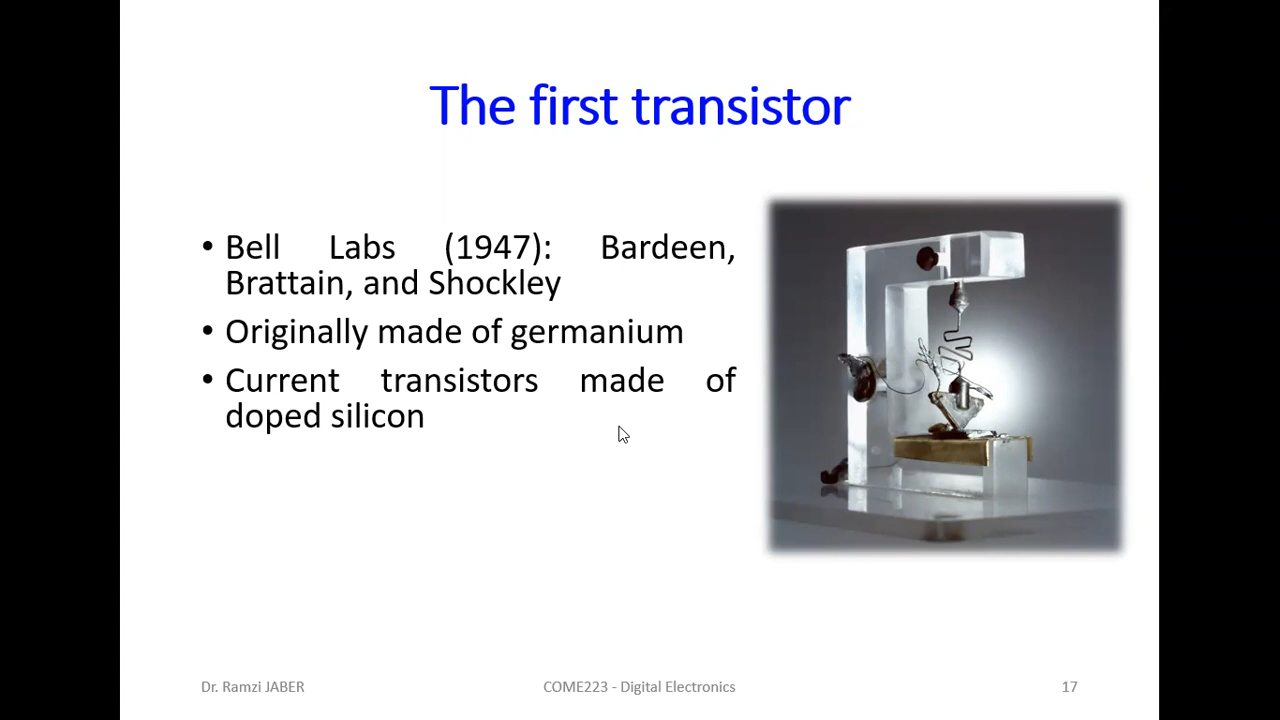 The first transistor
• Bell Labs (1947): Bardeen,
Brattain, and Shockley
• Originally made of germanium
• Current transistors made of
doped silicon
Dr. Ramzi JABER
COME223 - Digital Electronics
17